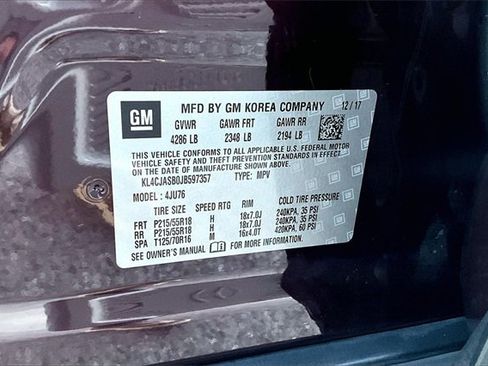 GM
MFD BY GM KOREA COMPANY 12/17
GVWR GAWR FRT GAWR RR
4286 LB 2348 LB 2194 LB
THIS VEHICLE CONFORMS TO ALL APPLICABLE U.S. FEDERAL MOTOR
VEHICLE SAFETY AND THEFT PREVENTION STANDARDS IN EFFECT
ON THE DATE OF MANUFACTURE SHOWN ABOVE.
KL4CJASB0JB597357 TYPE: MPV
MODEL: 4JU76
TIRE SIZE SPEED RTG RIM COLD TIRE PRESSURE
FRT P215/55R18 H 18x7.0J 240KPA, 35 PSI
RR P215/55R18 H 18x7.0J 240KPA, 35 PSI
SPA T125/70R16 M 16x4.0T 420KPA, 60 PSI
SEE OWNER'S MANUAL FOR MORE INFORMATION.